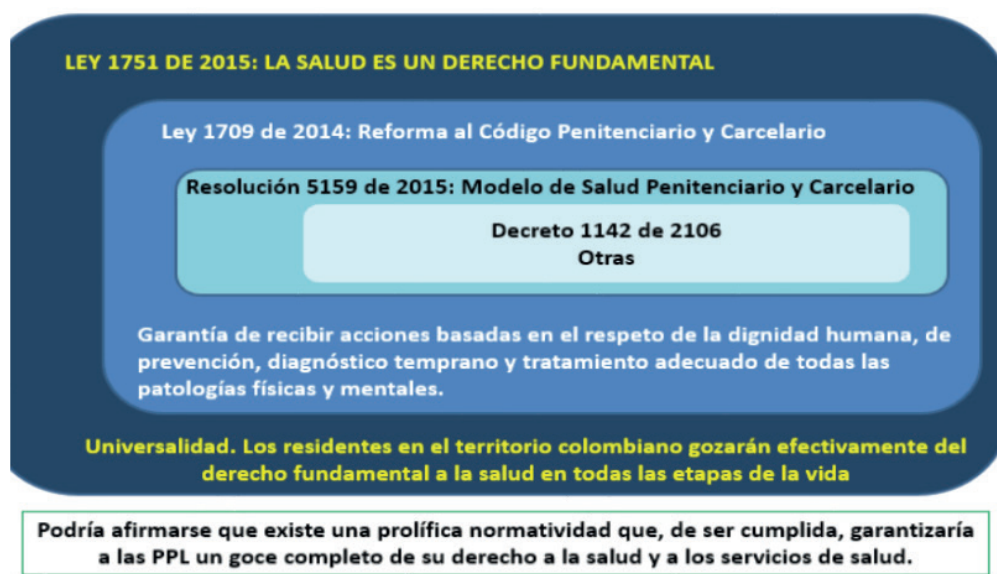 LEY 1751 DE 2015: LA SALUD ES UN DERECHO FUNDAMENTAL
Ley 1709 de 2014: Reforma al Código Penitenciario y Carcelario
Resolución 5159 de 2015: Modelo de Salud Penitenciario y Carcelario
Decreto 1142 de 2106
Otras
Garantía de recibir acciones basadas en el respeto de la dignidad humana, de
prevención, diagnóstico temprano y tratamiento adecuado de todas las
patologías físicas y mentales.
Universalidad. Los residentes en el territorio colombiano gozarán efectivamente del
derecho fundamental a la salud en todas las etapas de la vida
Podría afirmarse que existe una prolífica normatividad que, de ser cumplida, garantizaría
a las PPL un goce completo de su derecho a la salud y a los servicios de salud.